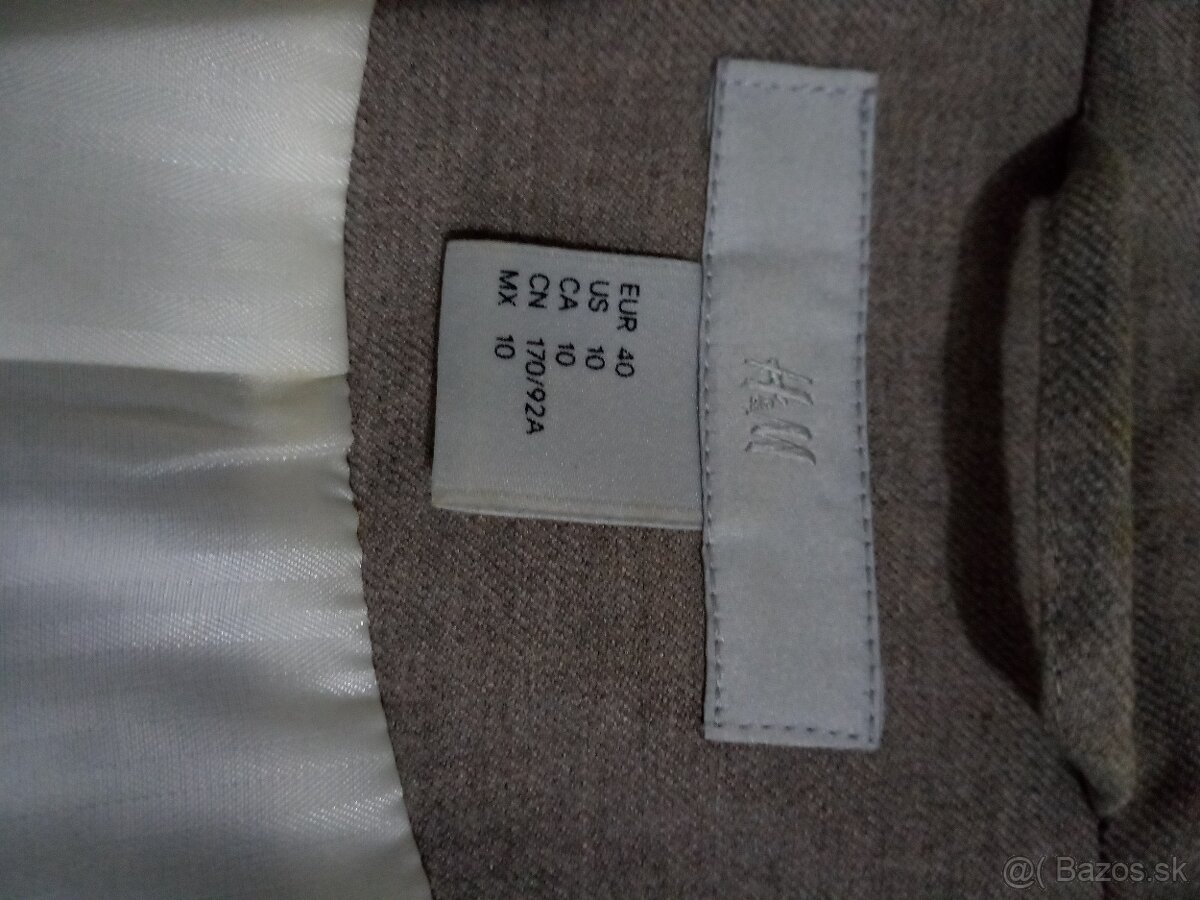 H&M
EUR 40
US 10
CA 10
CN 170/92A
MX 10
@( Bazos.sk